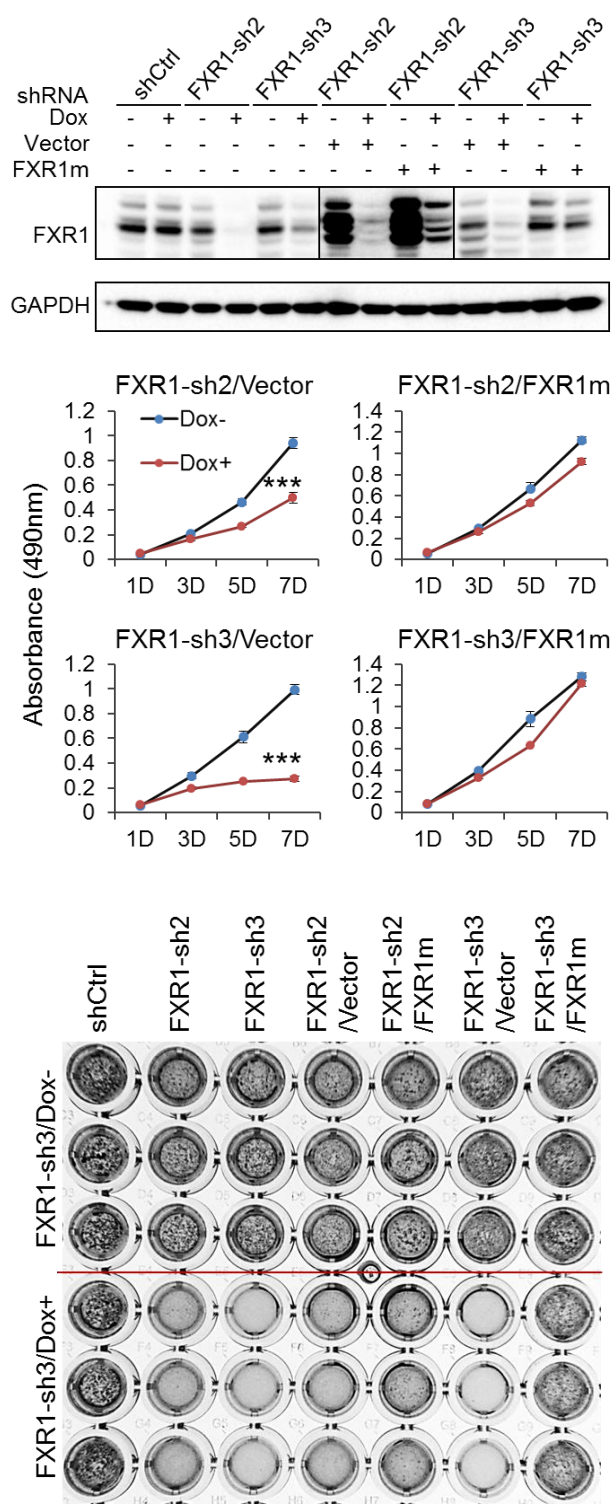 shCtrl FXR1-sh2 FXR1-sh3 FXR1-sh2 FXR1-sh2 FXR1-sh3 FXR1-sh3
shRNA
Dox - + - + - + - + - + - + - +
Vector - - - - - - + + - - + + - -
FXR1m - - - - - - - - + + - - + +
FXR1
GAPDH
FXR1-sh2/Vector
1.2
1
0.8
0.6
0.4
0.2
0
Dox-
Dox+
***
1D 3D 5D 7D
FXR1-sh2/FXR1m
1.4
1.2
1
0.8
0.6
0.4
0.2
0
1D 3D 5D 7D
Absorbance (490nm)
FXR1-sh3/Vector
1.2
1
0.8
0.6
0.4
0.2
0
***
1D 3D 5D 7D
FXR1-sh3/FXR1m
1.4
1.2
1
0.8
0.6
0.4
0.2
0
1D 3D 5D 7D
shCtrl
FXR1-sh2
FXR1-sh3
FXR1-sh2
/Vector
FXR1-sh2
/FXR1m
FXR1-sh3
/Vector
FXR1-sh3
/FXR1m
FXR1-sh3/Dox-
FXR1-sh3/Dox+